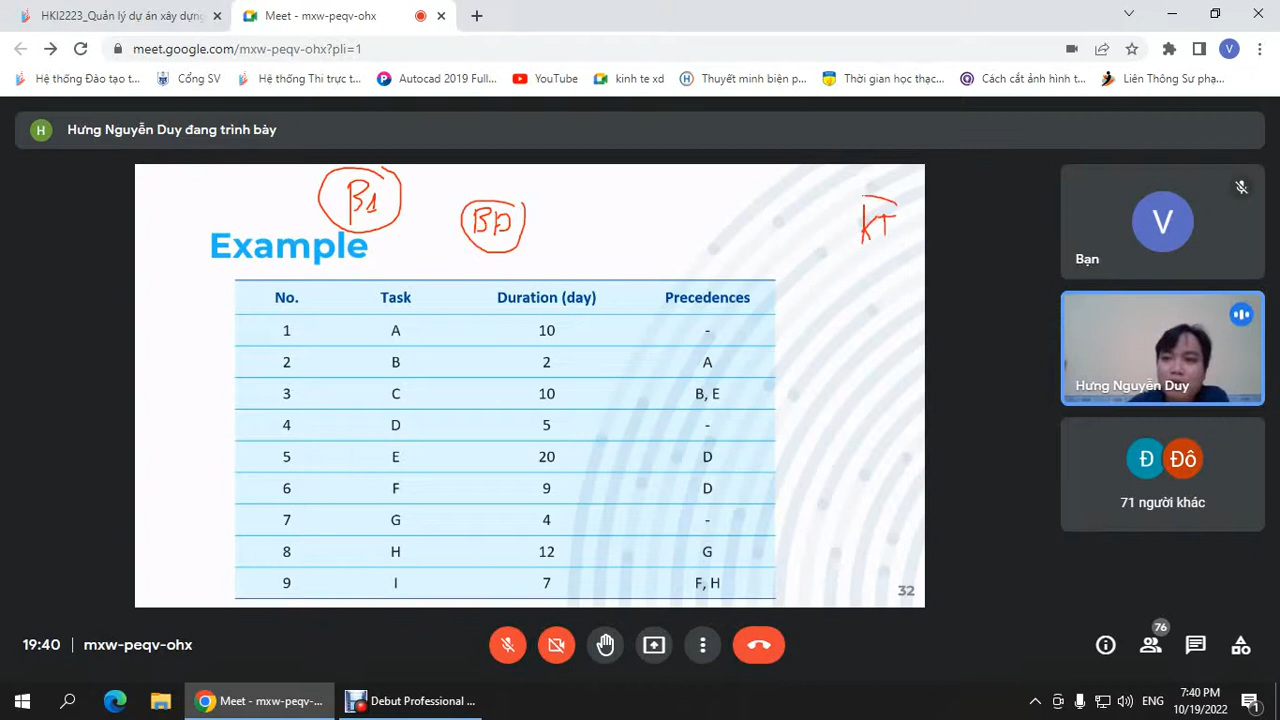 HKI2223_Quản lý dự án xây dựng
Meet - mxw-peqv-ohx
meet.google.com/mxw-peqv-ohx?pli=1
V
Hệ thống Đào tạo t...
Cổng SV
Hệ thống Thi trực t...
Autocad 2019 Full...
YouTube
kinh te xd
Thuyết minh biện p...
Thời gian học thạc...
Cách cắt ảnh hình t...
Liên Thông Sư phạ...
H Hưng Nguyễn Duy đang trình bày
B1
BD
KT
Example
No. Task Duration (day) Precedences
1 A 10 -
2 B 2 A
3 C 10 B, E
4 D 5 -
5 E 20 D
6 F 9 D
7 G 4 -
8 H 12 G
9 I 7 F, H
32
V
Bạn
Hưng Nguyễn Duy
Đ Đô
71 người khác
19:40 mxw-peqv-ohx
76
Meet - mxw-peqv-...
Debut Professional ...
ENG
7:40 PM
10/19/2022
1